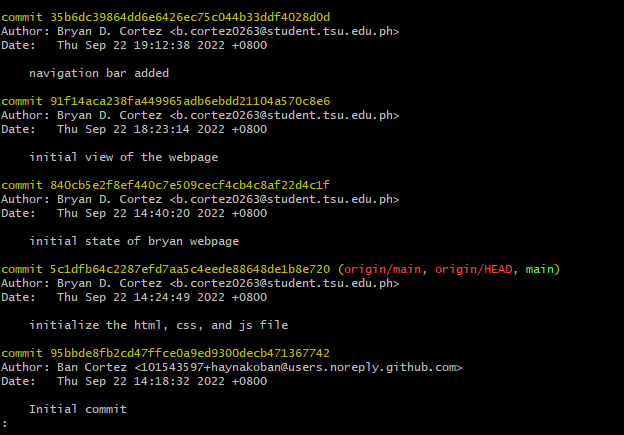 commit 35b6dc39864dd6e6426ec75c044b33ddf4028d0d
Author: Bryan D. Cortez <b.cortez0263@student.tsu.edu.ph>
Date:   Thu Sep 22 19:12:38 2022 +0800
navigation bar added
commit 91f14aca238fa449965adb6ebdd21104a570c8e6
Author: Bryan D. Cortez <b.cortez0263@student.tsu.edu.ph>
Date:   Thu Sep 22 18:23:14 2022 +0800
initial view of the webpage
commit 840cb5e2f8ef440c7e509cecf4cb4c8af22d4c1f
Author: Bryan D. Cortez <b.cortez0263@student.tsu.edu.ph>
Date:   Thu Sep 22 14:40:20 2022 +0800
initial state of bryan webpage
commit 5c1dfb64c2287efd7aa5c4eede88648de1b8e720 (origin/main, origin/HEAD, main)
Author: Bryan D. Cortez <b.cortez0263@student.tsu.edu.ph>
Date:   Thu Sep 22 14:24:49 2022 +0800
initialize the html, css, and js file
commit 95bbde8fb2cd47ffce0a9ed9300decb471367742
Author: Ban Cortez <101543597+haynakoban@users.noreply.github.com>
Date:   Thu Sep 22 14:18:32 2022 +0800
Initial commit
: